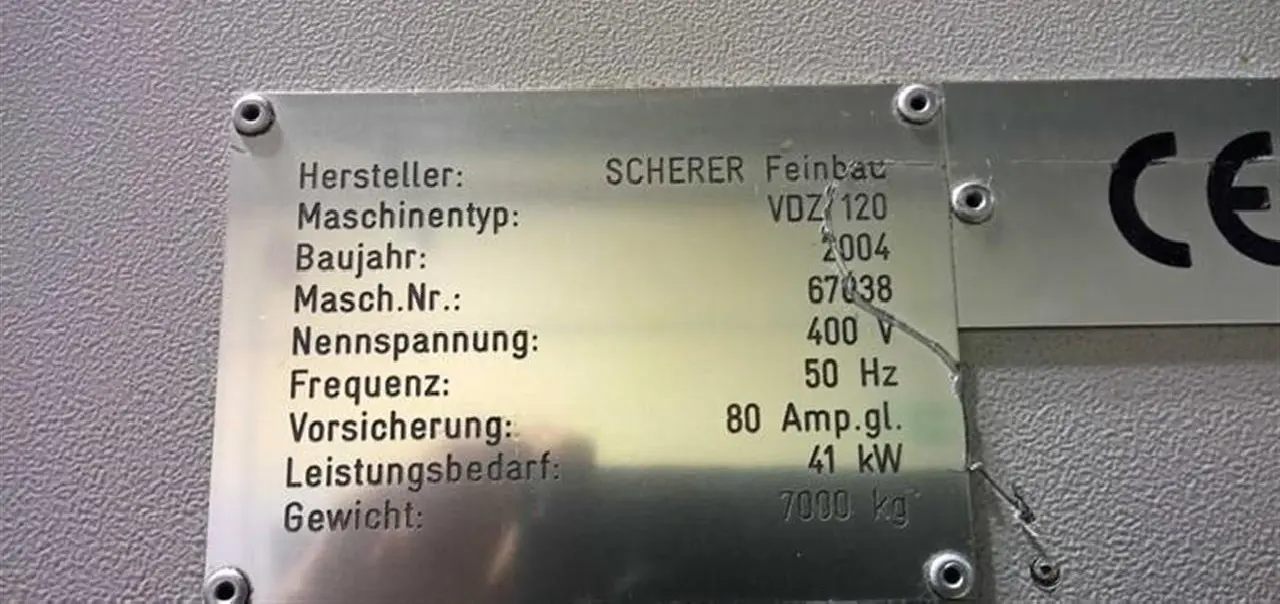 Hersteller: SCHERER Feinbau
Maschinentyp: VDZ 120
Baujahr: 2004
Masch.Nr.: 67038
Nennspannung: 400 V
Frequenz: 50 Hz
Vorsicherung: 80 Amp.gl.
Leistungsbedarf: 41 kW
Gewicht: 7000 kg
CE